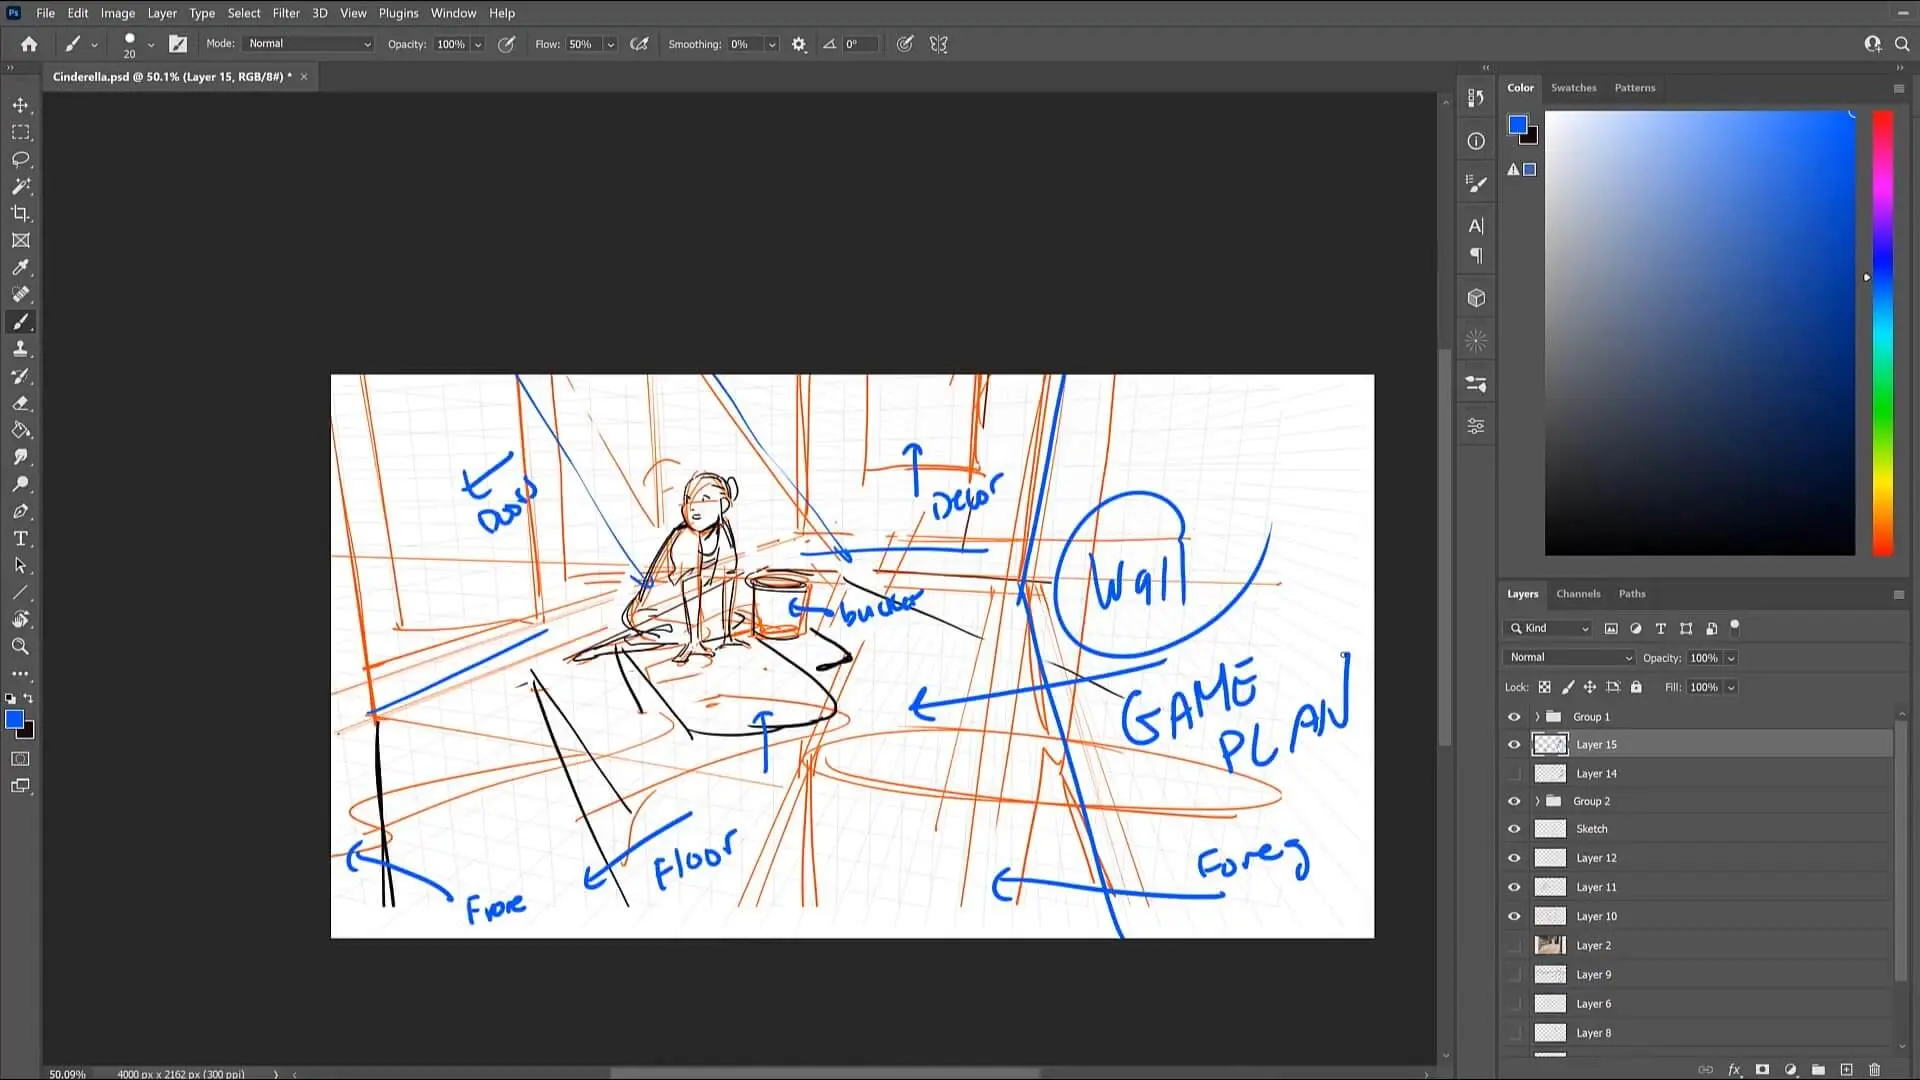 File Edit Image Layer Type Select Filter 3D View Plugins Window Help
20 Mode: Normal Opacity: 100% Flow: 50% Smoothing: 0% 0°
Cinderella.psd @ 50.1% (Layer 15, RGB/8#) *
Color Swatches Patterns
Decor
bucker
Wall
GAME
PLAN
Floor
Frore
Foreg
Layers Channels Paths
Kind
Normal Opacity: 100%
Lock: Fill: 100%
Group 1
Layer 15
Layer 14
Group 2
Sketch
Layer 12
Layer 11
Layer 10
Layer 2
Layer 9
Layer 6
Layer 8
50.09% 4000 px x 2162 px (300 ppi)